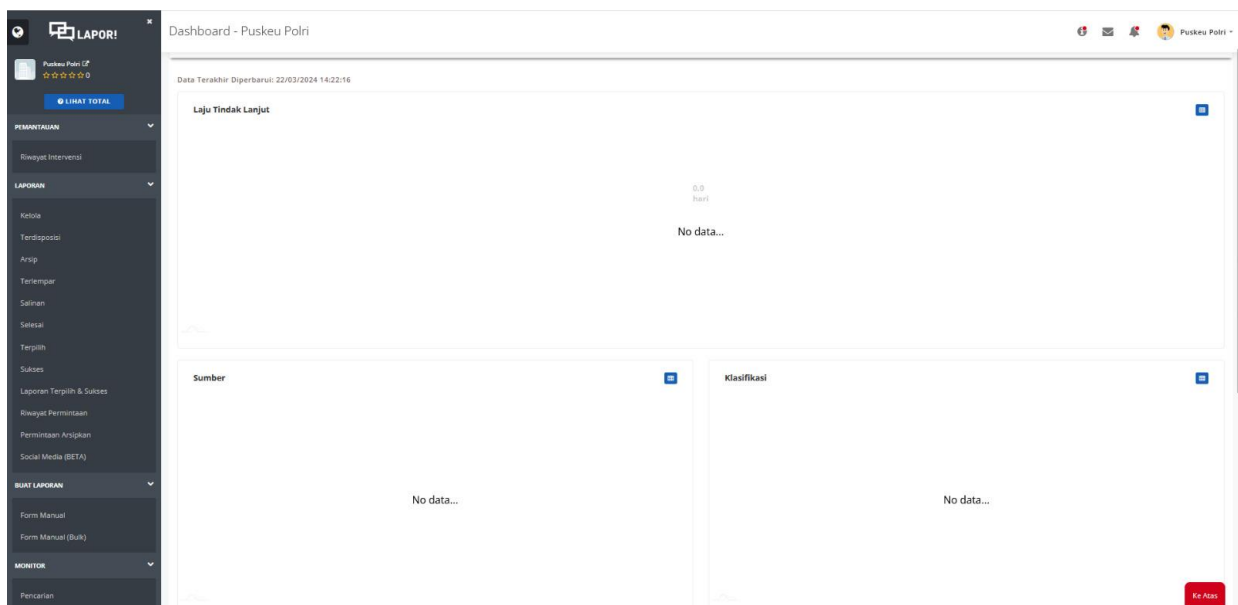 LAPOR!
Puskeu Polri
0
LIHAT TOTAL
PEMANTAUAN
Riwayat Intervensi
LAPORAN
Kelola
Terdisposisi
Arsip
Terlempar
Salinan
Selesai
Terpilih
Sukses
Laporan Terpilih & Sukses
Riwayat Permintaan
Permintaan Arsipkan
Social Media (BETA)
BUAT LAPORAN
Form Manual
Form Manual (Bulk)
MONITOR
Pencarian
Dashboard - Puskeu Polri
Puskeu Polri
Data Terakhir Diperbarui: 22/03/2024 14:22:16
Laju Tindak Lanjut
0,0
hari
No data...
Sumber
No data...
Klasifikasi
No data...
Ke Atas